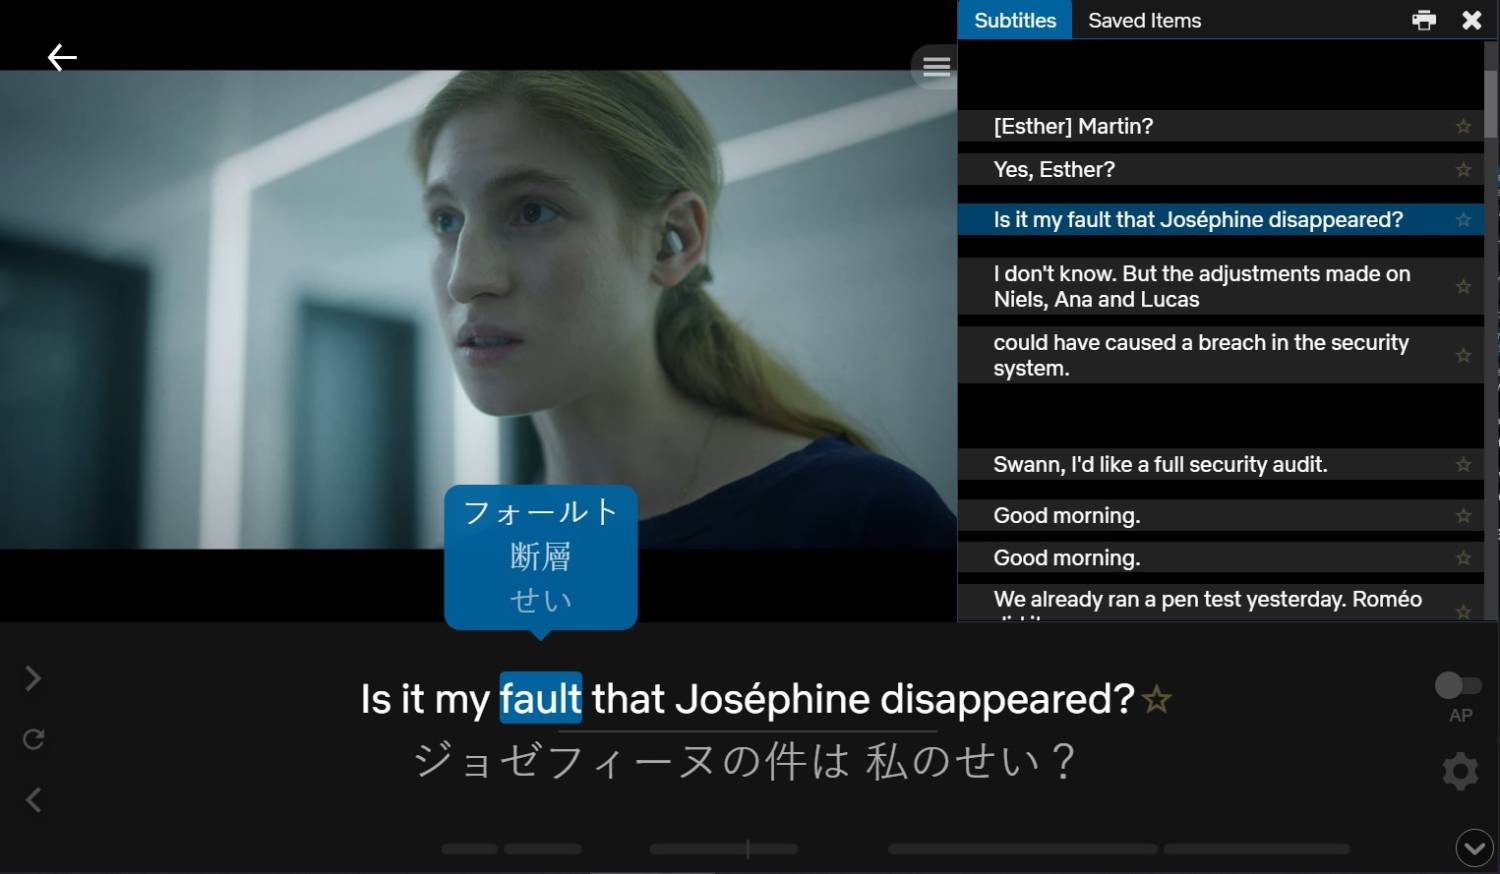 Subtitles
Saved Items
[Esther] Martin?
Yes, Esther?
Is it my fault that Joséphine disappeared?
I don't know. But the adjustments made on
Niels, Ana and Lucas
could have caused a breach in the security
system.
Swann, I'd like a full security audit.
Good morning.
Good morning.
We already ran a pen test yesterday. Roméo
フォールト
断層
せい
Is it my fault that Joséphine disappeared?
ジョゼフィーヌの件は 私のせい？
AP